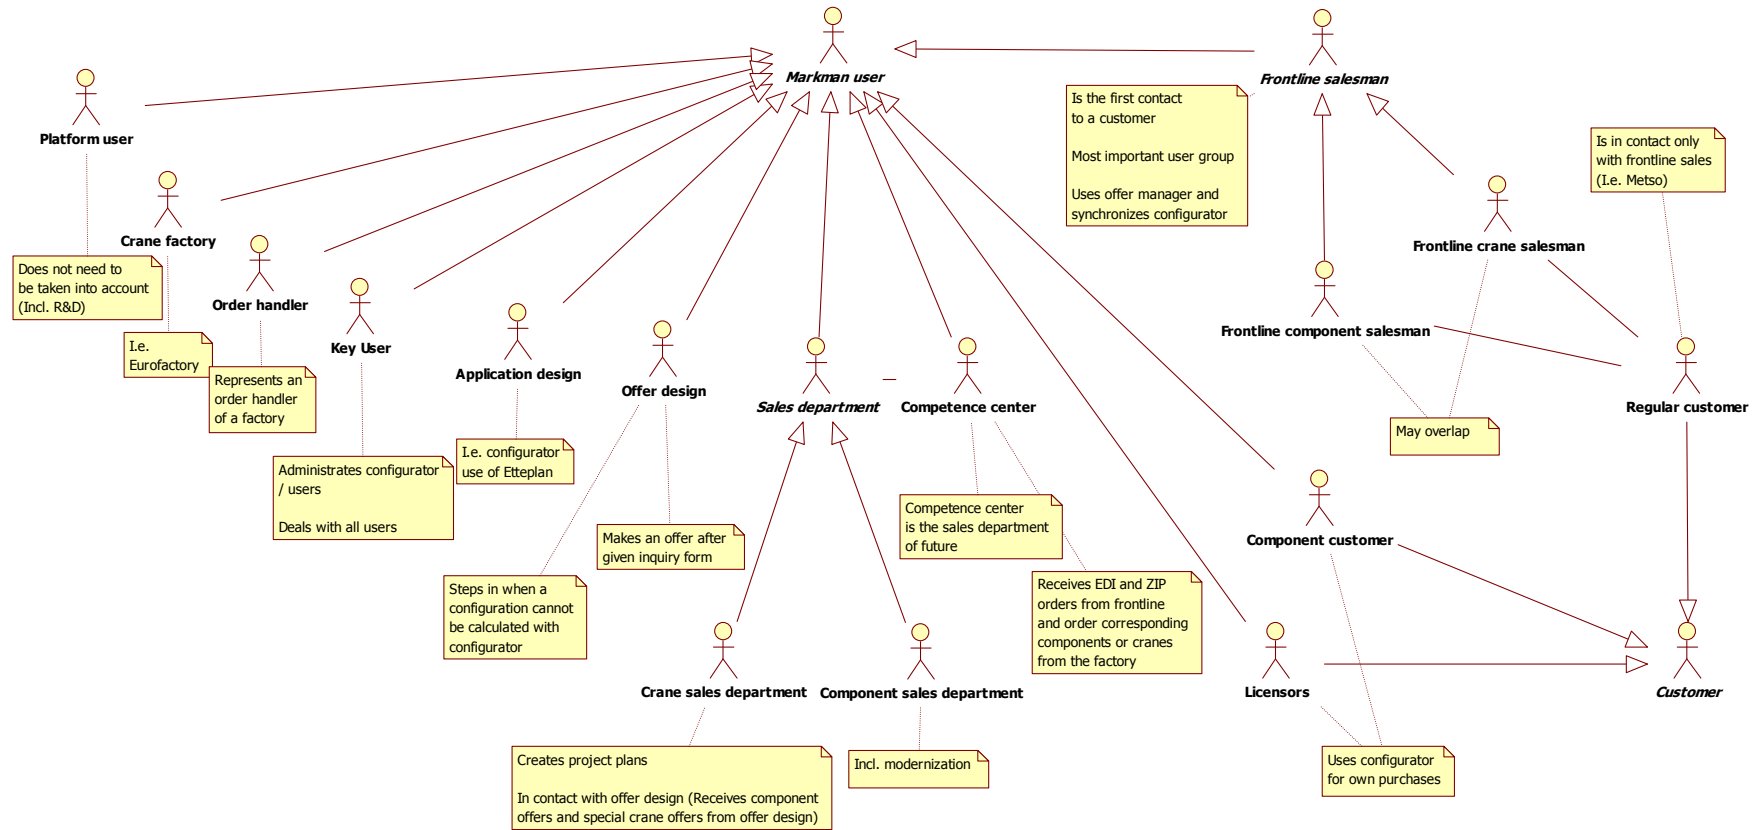 Markman user
Frontline salesman
Platform user
Is the first contact
to a customer
Most important user group
Uses offer manager and
synchronizes configurator
Is in contact only
with frontline sales
(I.e. Metso)
Crane factory
Frontline crane salesman
Does not need to
be taken into account
(Incl. R&D)
Order handler
Key User
Frontline component salesman
I.e.
Eurofactory
Application design
Offer design
Sales department
Competence center
Regular customer
Represents an
order handler
of a factory
May overlap
Administrates configurator
/ users
Deals with all users
I.e. configurator
use of Etteplan
Competence center
is the sales department
of future
Component customer
Makes an offer after
given inquiry form
Steps in when a
configuration cannot
be calculated with
configurator
Receives EDI and ZIP
orders from frontline
and order corresponding
components or cranes
from the factory
Crane sales department
Component sales department
Licensors
Customer
Creates project plans
In contact with offer design (Receives component
offers and special crane offers from offer design)
Incl. modernization
Uses configurator
for own purchases